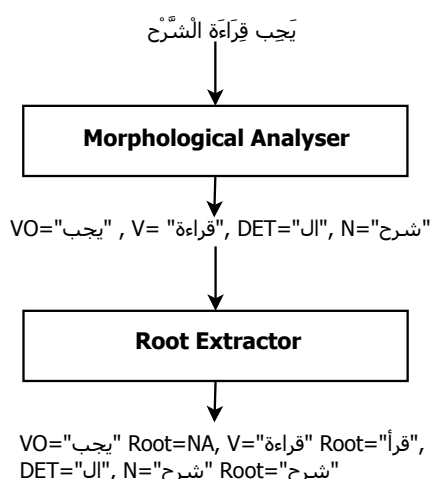 يَجِب قِرَاءَة الْشَّرْح
Morphological Analyser
VO="يجب" , V= "قراءة", DET="ال", N="شرح"
Root Extractor
VO="يجب" Root=NA, V="قراءة" Root="قرأ",
DET="ال", N="شرح" Root="شرح"